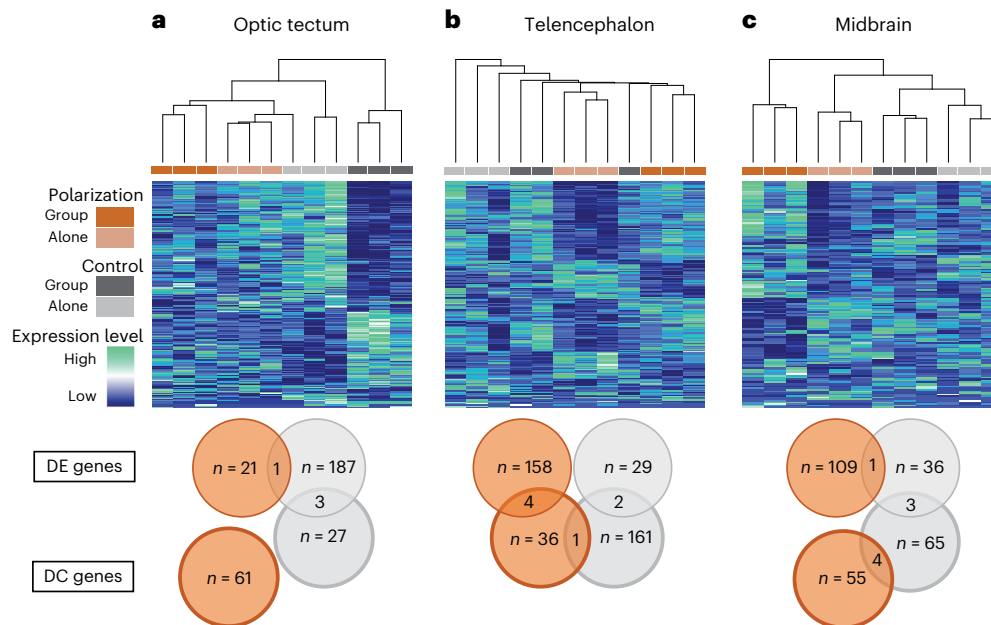 a Optic tectum
b Telencephalon
c Midbrain
Polarization
Group
Alone
Control
Group
Alone
Expression level
High
Low
DE genes
n = 21 1 n = 187
3
n = 27
n = 158 n = 29
4 2
n = 36 1 n = 161
n = 109 1 n = 36
3
n = 65
4
DC genes
n = 61
n = 55